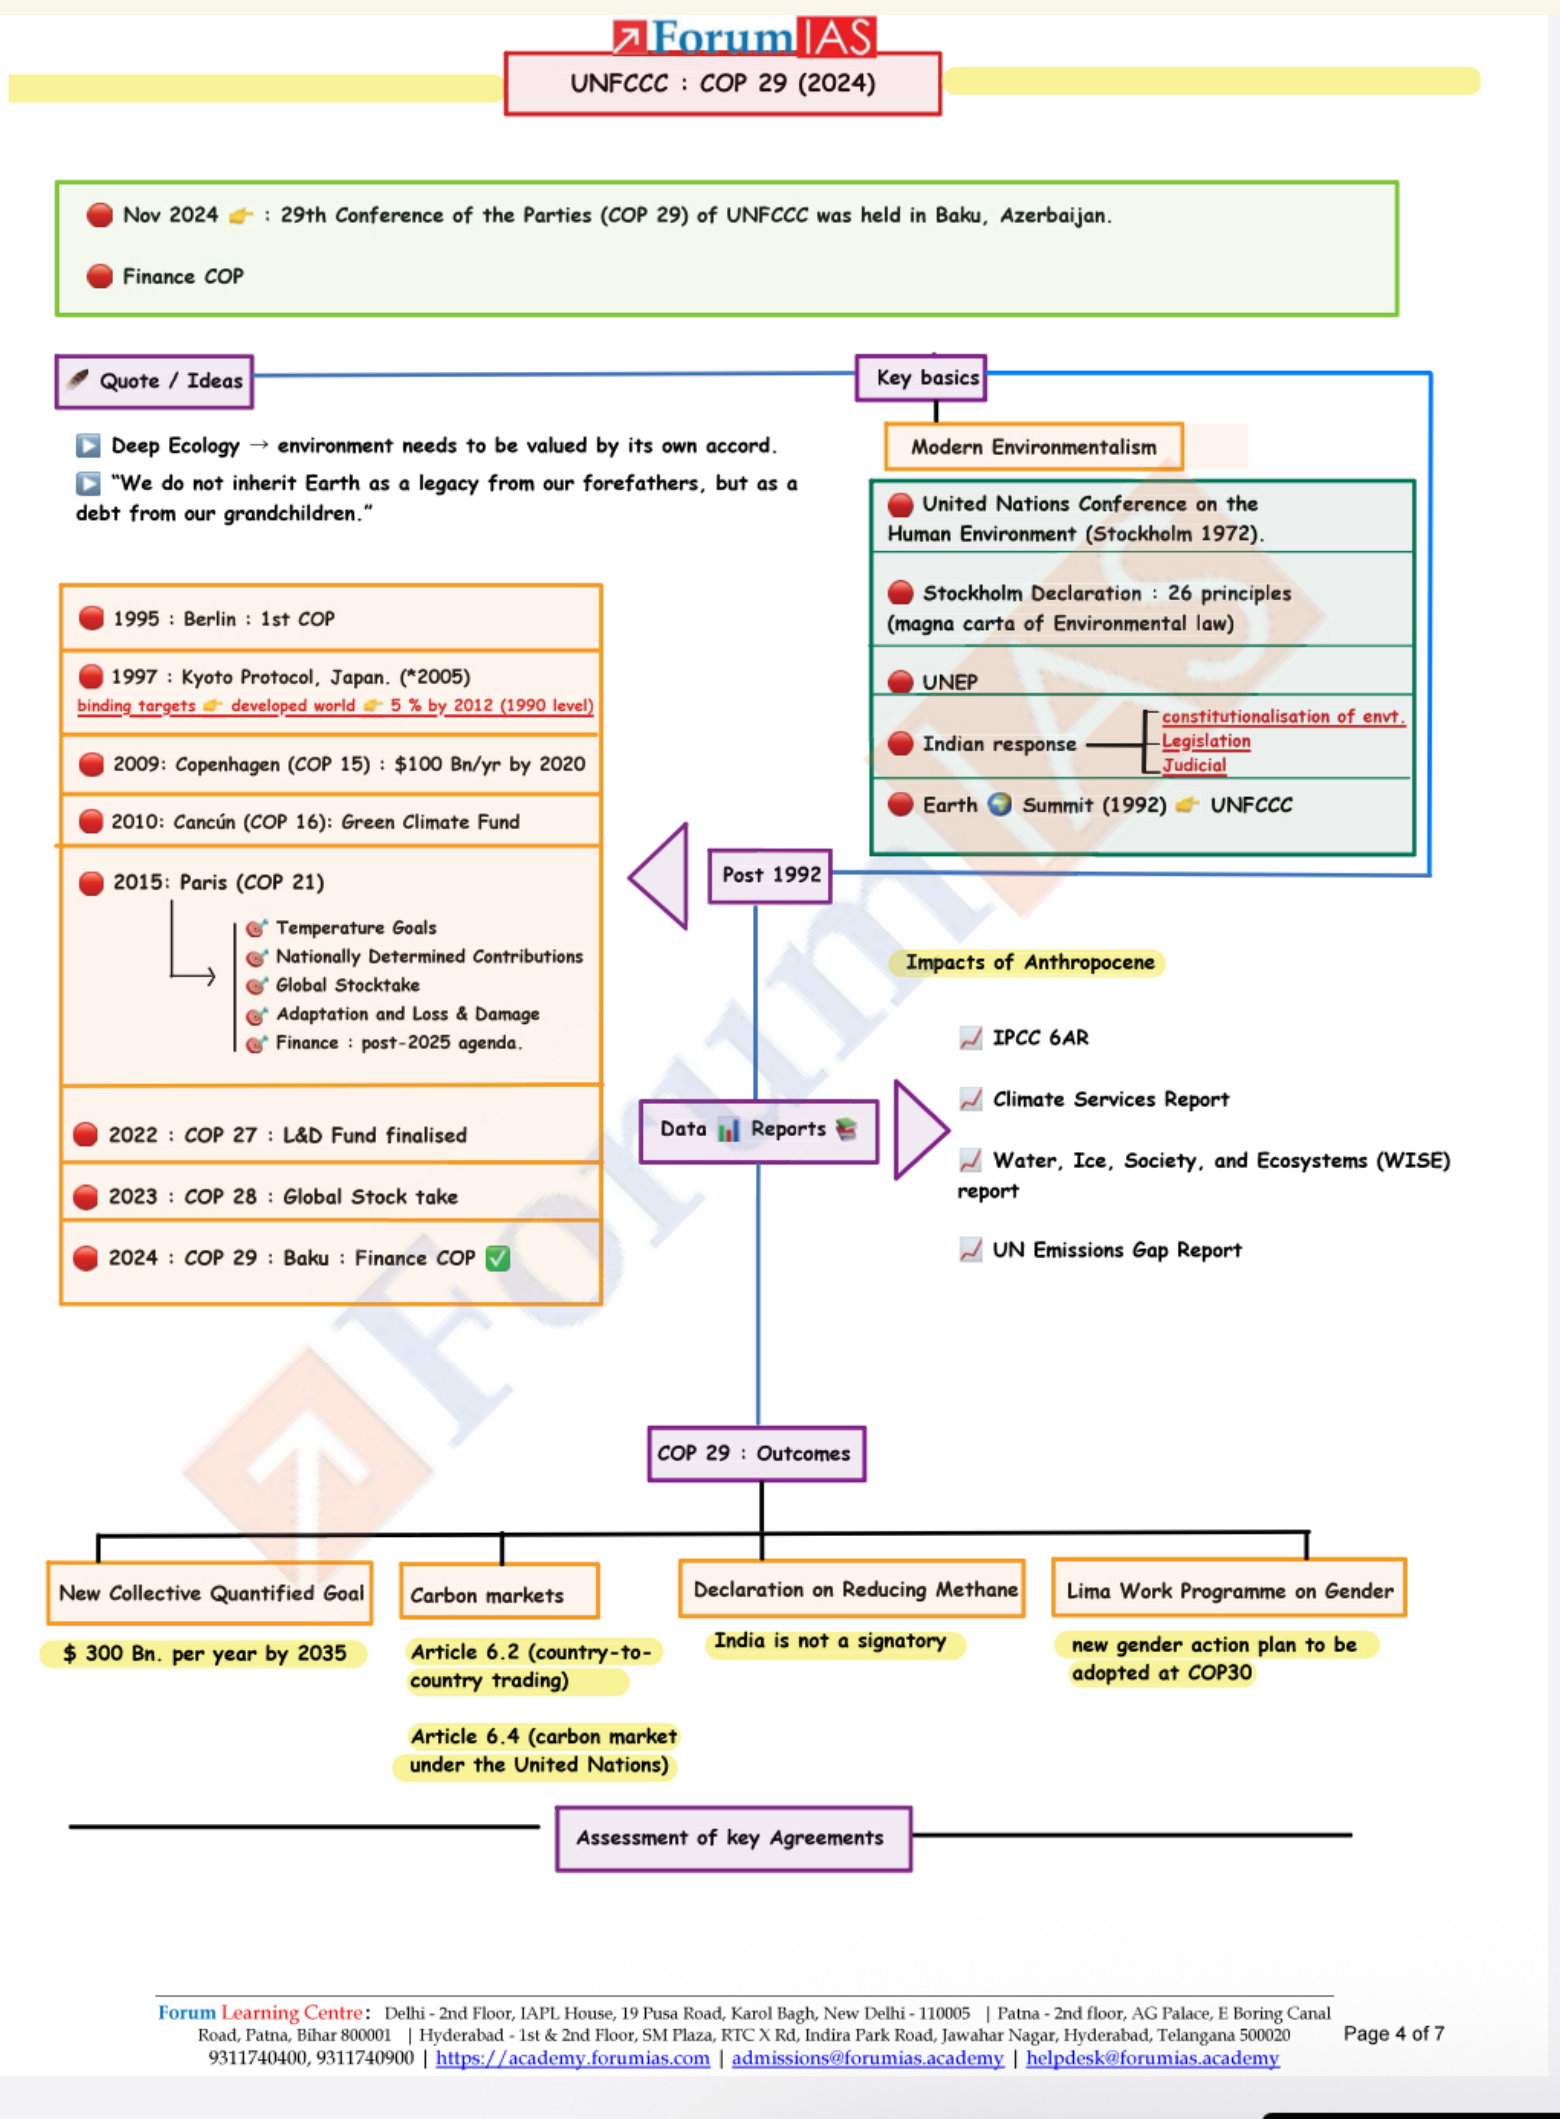 ForumIAS
UNFCCC : COP 29 (2024)
Nov 2024 👉 : 29th Conference of the Parties (COP 29) of UNFCCC was held in Baku, Azerbaijan.
Finance COP
Quote / Ideas
Deep Ecology → environment needs to be valued by its own accord.
"We do not inherit Earth as a legacy from our forefathers, but as a
debt from our grandchildren."
Key basics
Modern Environmentalism
United Nations Conference on the
Human Environment (Stockholm 1972).
Stockholm Declaration : 26 principles
(magna carta of Environmental law)
UNEP
Indian response
constitutionalisation of envt.
Legislation
Judicial
Earth 🌍 Summit (1992) 👉 UNFCCC
Post 1992
1995 : Berlin : 1st COP
1997 : Kyoto Protocol, Japan. (*2005)
binding targets 👉 developed world 👉 5 % by 2012 (1990 level)
2009: Copenhagen (COP 15) : $100 Bn/yr by 2020
2010: Cancún (COP 16): Green Climate Fund
2015: Paris (COP 21)
Temperature Goals
Nationally Determined Contributions
Global Stocktake
Adaptation and Loss & Damage
Finance : post-2025 agenda.
2022 : COP 27 : L&D Fund finalised
2023 : COP 28 : Global Stock take
2024 : COP 29 : Baku : Finance COP ✅
Data 📊 Reports 📚
Impacts of Anthropocene
IPCC 6AR
Climate Services Report
Water, Ice, Society, and Ecosystems (WISE)
report
UN Emissions Gap Report
ForumIAS
COP 29 : Outcomes
New Collective Quantified Goal
$ 300 Bn. per year by 2035
Carbon markets
Article 6.2 (country-to-
country trading)
Article 6.4 (carbon market
under the United Nations)
Declaration on Reducing Methane
India is not a signatory
Lima Work Programme on Gender
new gender action plan to be
adopted at COP30
Assessment of key Agreements
Forum Learning Centre: Delhi - 2nd Floor, IAPL House, 19 Pusa Road, Karol Bagh, New Delhi - 110005 | Patna - 2nd floor, AG Palace, E Boring Canal
Road, Patna, Bihar 800001 | Hyderabad - 1st & 2nd Floor, SM Plaza, RTC X Rd, Indira Park Road, Jawahar Nagar, Hyderabad, Telangana 500020
9311740400, 9311740900 | https://academy.forumias.com | admissions@forumias.academy | helpdesk@forumias.academy
Page 4 of 7